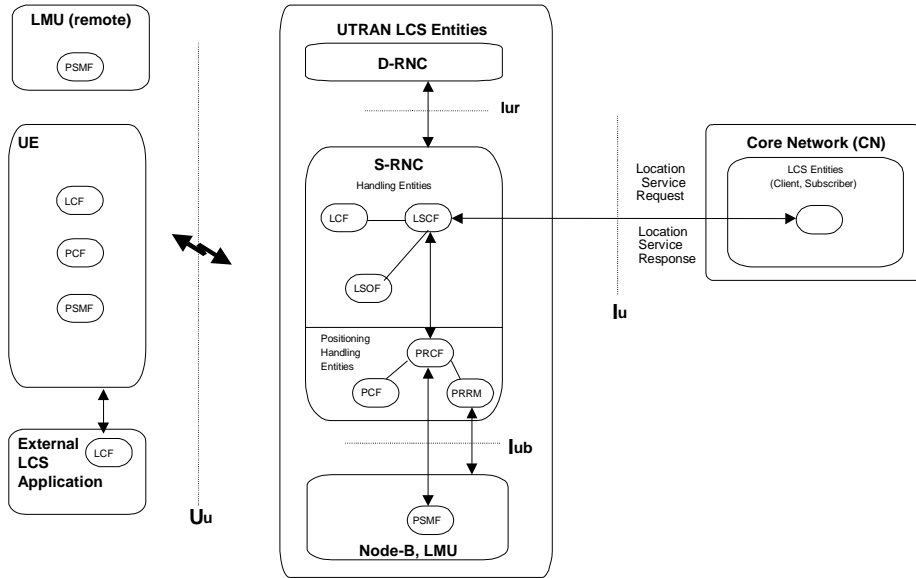 LMU (remote)
PSMF
UE
LCF
PCF
PSMF
External
LCS
Application
LCF
Uu
UTRAN LCS Entities
D-RNC
Iur
S-RNC
Handling Entities
LCF
LSCF
LSOF
Positioning
Handling
Entities
PRCF
PCF
PRRM
Iub
PSMF
Node-B, LMU
Location
Service
Request
Location
Service
Response
Iu
Core Network (CN)
LCS Entities
(Client, Subscriber)